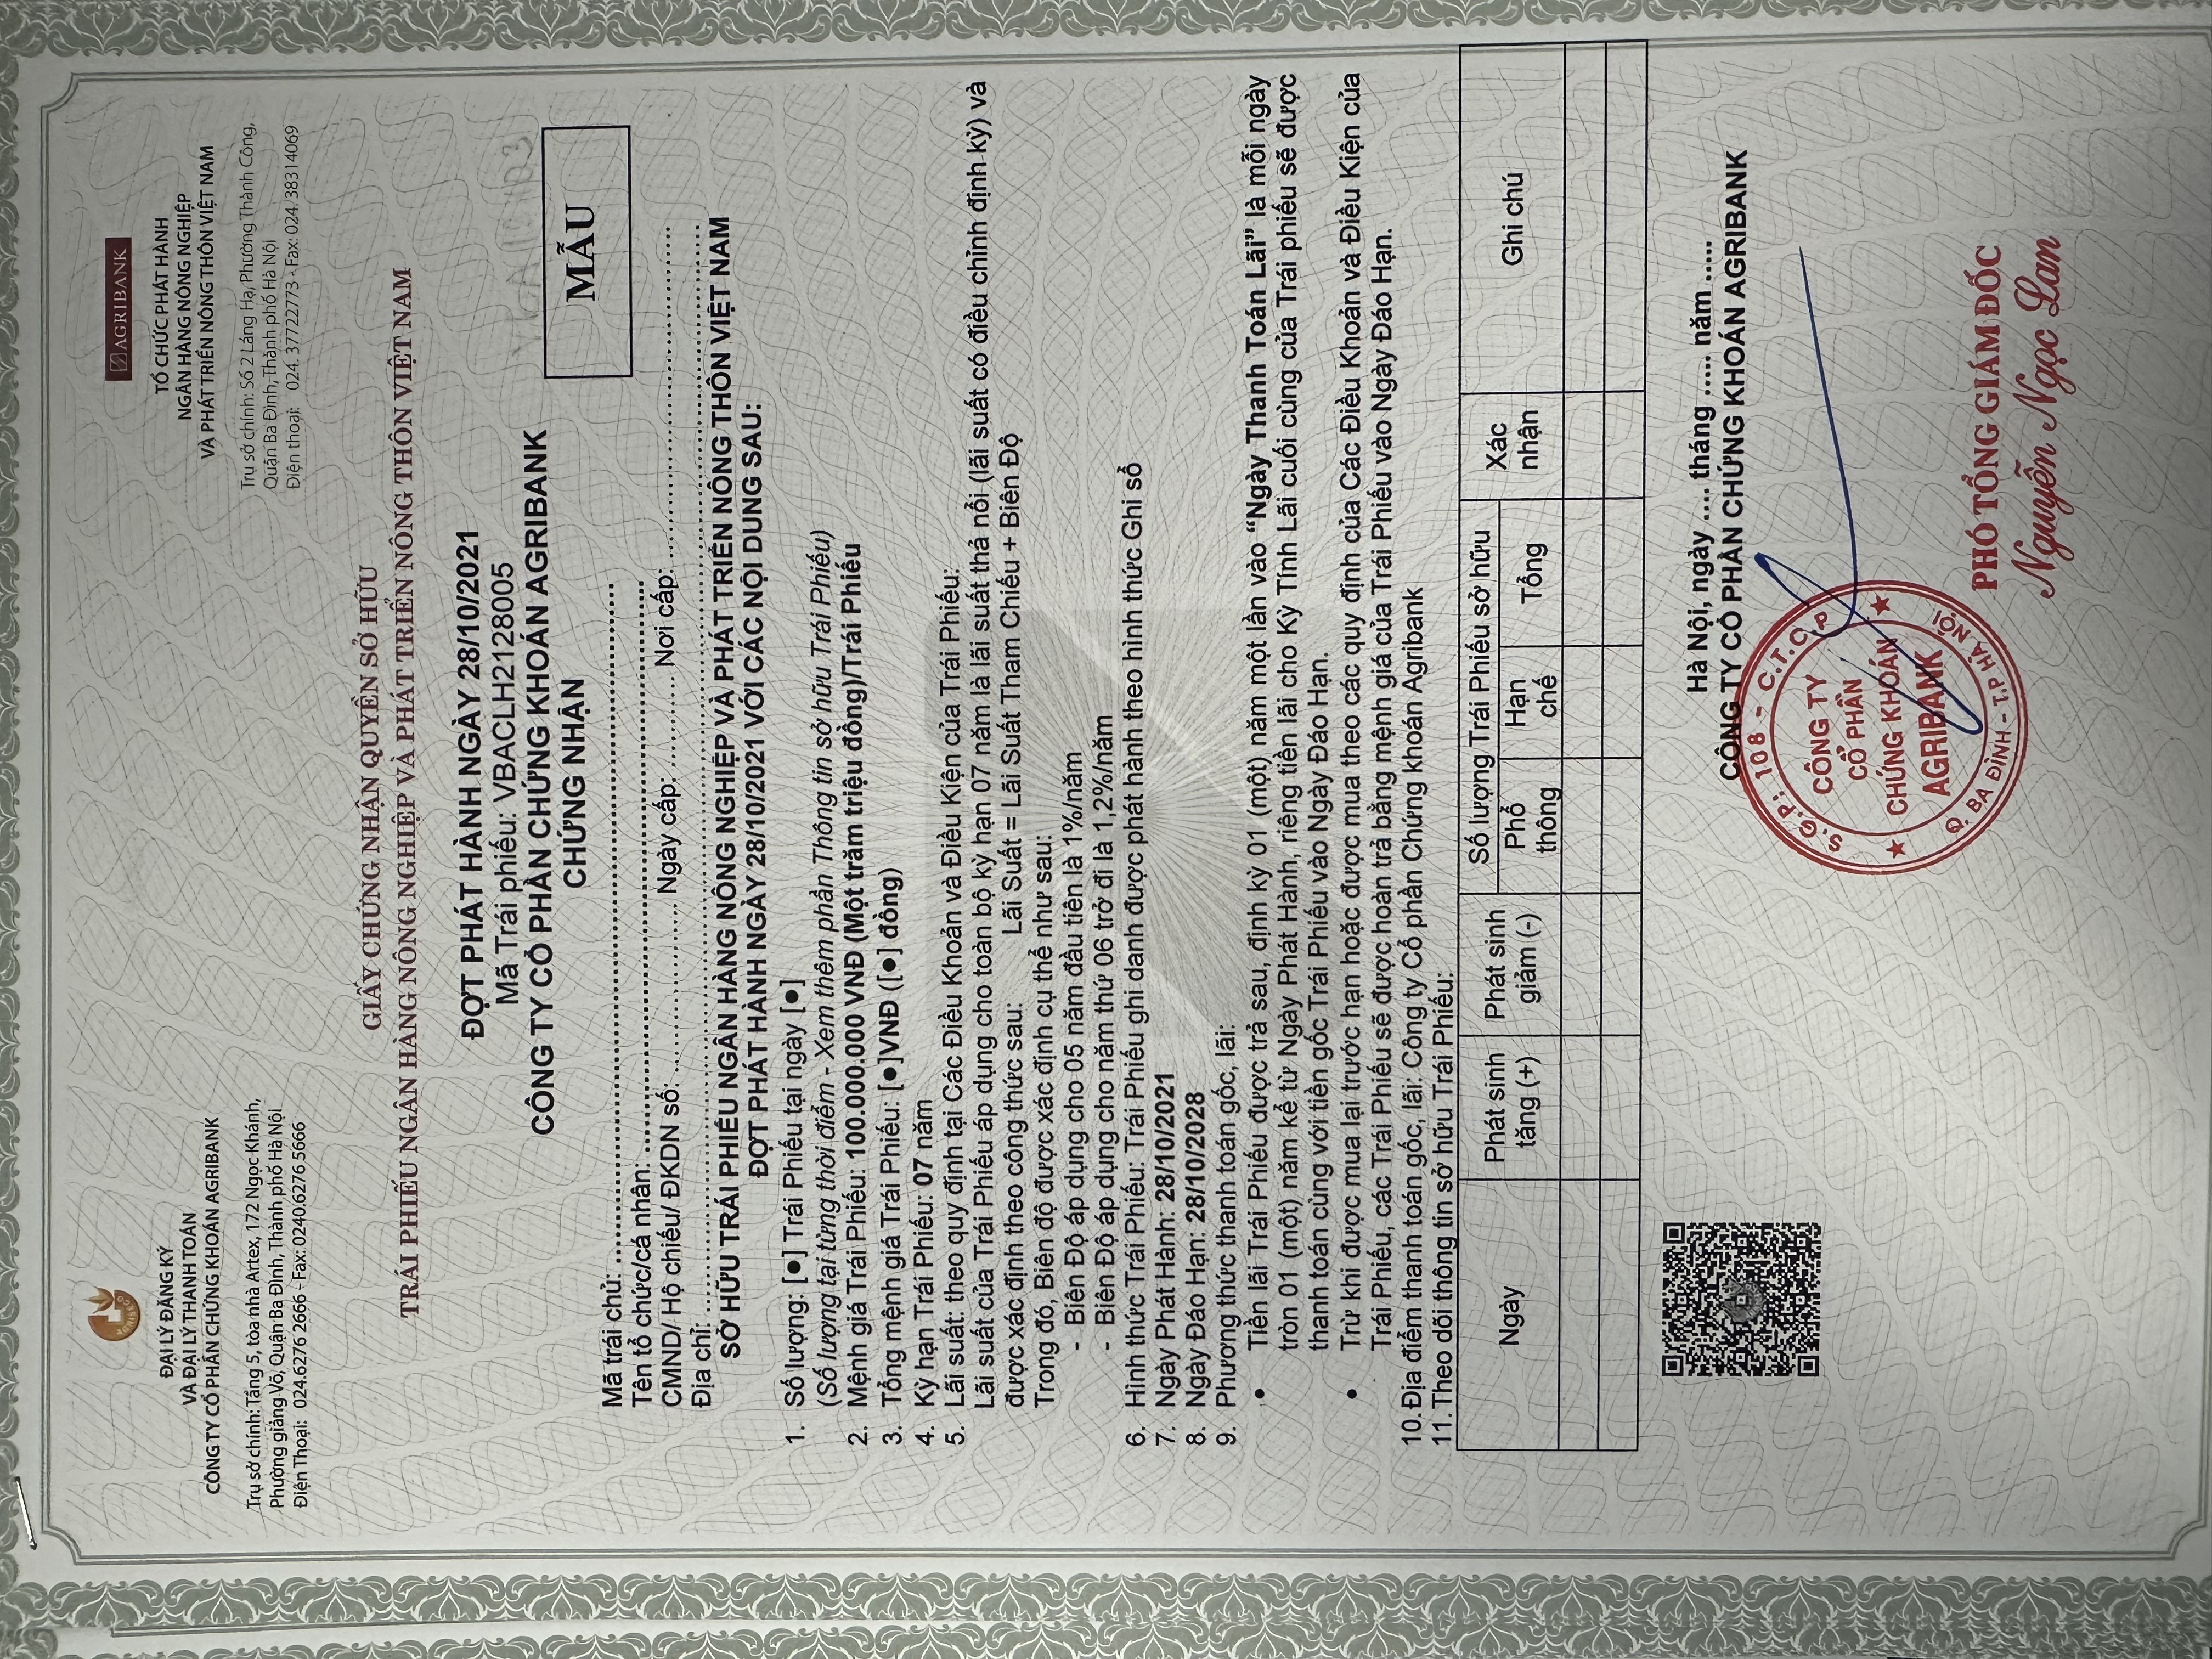 ĐẠI LÝ ĐĂNG KÝ
VÀ ĐẠI LÝ THANH TOÁN
CÔNG TY CỔ PHẦN CHỨNG KHOÁN AGRIBANK
Trụ sở chính: Tầng 5, tòa nhà Artex, 172 Ngọc Khánh,
Phường giảng Võ, Quận Ba Đình, Thành phố Hà Nội
Điện Thoại: 024.6276 2666 - Fax: 0240.6276 5666
AGRIBANK
TỔ CHỨC PHÁT HÀNH
NGÂN HÀNG NÔNG NGHIỆP
VÀ PHÁT TRIỂN NÔNG THÔN VIỆT NAM
Trụ sở chính: Số 2 Láng Hạ, Phường Thành Công,
Quận Ba Đình, Thành phố Hà Nội
Điện thoại: 024. 37722773 - Fax: 024. 38314069
GIẤY CHỨNG NHẬN QUYỀN SỞ HỮU
TRÁI PHIẾU NGÂN HÀNG NÔNG NGHIỆP VÀ PHÁT TRIỂN NÔNG THÔN VIỆT NAM
ĐỢT PHÁT HÀNH NGÀY 28/10/2021
Mã Trái phiếu: VBACLH2128005
CÔNG TY CỔ PHẦN CHỨNG KHOÁN AGRIBANK
CHỨNG NHẬN
MẪU
Mã trái chủ: ..........
Tên tổ chức/cá nhân: ..........
CMND/ Hộ chiếu/ ĐKDN số: .......... Ngày cấp: .......... Nơi cấp: ..........
Địa chỉ: ..........
SỞ HỮU TRÁI PHIẾU NGÂN HÀNG NÔNG NGHIỆP VÀ PHÁT TRIỂN NÔNG THÔN VIỆT NAM
ĐỢT PHÁT HÀNH NGÀY 28/10/2021 VỚI CÁC NỘI DUNG SAU:
1. Số lượng: [●] Trái Phiếu tại ngày [●]
(Số lượng tại từng thời điểm - Xem thêm phần Thông tin sở hữu Trái Phiếu)
2. Mệnh giá Trái Phiếu: 100.000.000 VNĐ (Một trăm triệu đồng)/Trái Phiếu
3. Tổng mệnh giá Trái Phiếu: [●]VNĐ ([●] đồng)
4. Kỳ hạn Trái Phiếu: 07 năm
5. Lãi suất: theo quy định tại Các Điều Khoản và Điều Kiện của Trái Phiếu:
Lãi suất của Trái Phiếu áp dụng cho toàn bộ kỳ hạn 07 năm là lãi suất thả nổi (lãi suất có điều chỉnh định kỳ) và
được xác định theo công thức sau: Lãi Suất = Lãi Suất Tham Chiếu + Biên Độ
Trong đó, Biên độ được xác định cụ thể như sau:
- Biên Độ áp dụng cho 05 năm đầu tiên là 1%/năm
- Biên Độ áp dụng cho năm thứ 06 trở đi là 1,2%/năm
6. Hình thức Trái Phiếu: Trái Phiếu ghi danh được phát hành theo hình thức Ghi sổ
7. Ngày Phát Hành: 28/10/2021
8. Ngày Đáo Hạn: 28/10/2028
9. Phương thức thanh toán gốc, lãi:
● Tiền lãi Trái Phiếu được trả sau, định kỳ 01 (một) năm một lần vào “Ngày Thanh Toán Lãi” là mỗi ngày
tròn 01 (một) năm kể từ Ngày Phát Hành, riêng tiền lãi cho Kỳ Tính Lãi cuối cùng của Trái phiếu sẽ được
thanh toán cùng với tiền gốc Trái Phiếu vào Ngày Đáo Hạn.
● Trừ khi được mua lại trước hạn hoặc được mua theo các quy định của Các Điều Khoản và Điều Kiện của
Trái Phiếu, các Trái Phiếu sẽ được hoàn trả bằng mệnh giá của Trái Phiếu vào Ngày Đáo Hạn.
10. Địa điểm thanh toán gốc, lãi: Công ty Cổ phần Chứng khoán Agribank
11. Theo dõi thông tin sở hữu Trái Phiếu:
Ngày
Phát sinh tăng (+)
Phát sinh giảm (-)
Số lượng Trái Phiếu sở hữu
Phổ thông
Hạn chế
Tổng
Xác nhận
Ghi chú
Hà Nội, ngày .... tháng ..... năm .....
CÔNG TY CỔ PHẦN CHỨNG KHOÁN AGRIBANK
S.G.P: 108 - C.T.C.P
CÔNG TY
CỔ PHẦN
CHỨNG KHOÁN
AGRIBANK
Q. BA ĐÌNH - T.P HÀ NỘI
PHÓ TỔNG GIÁM ĐỐC
Nguyễn Ngọc Lam